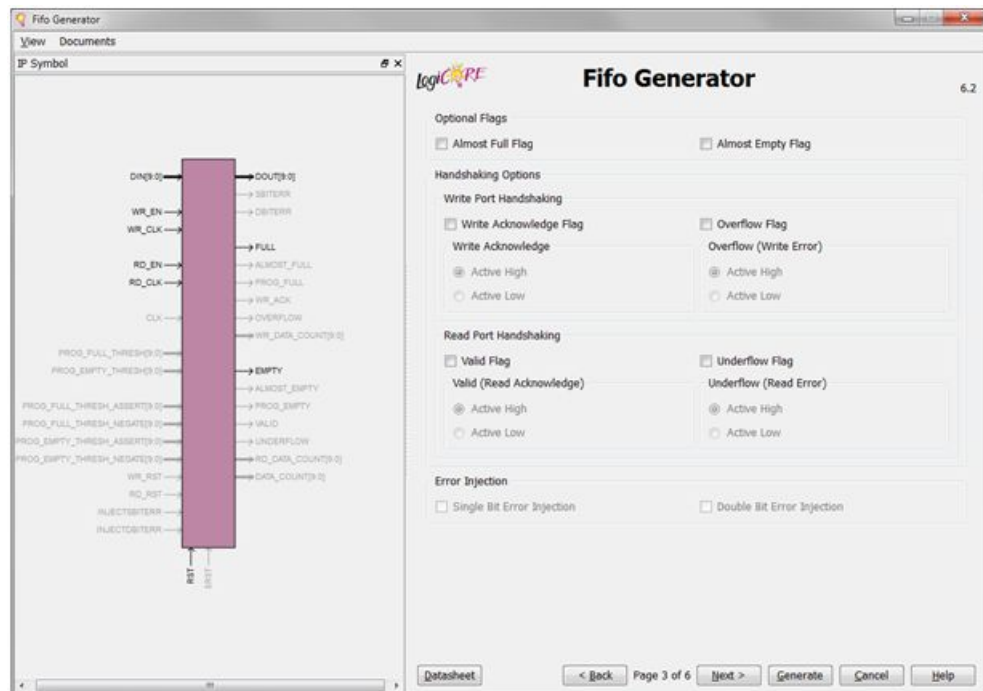 Fifo Generator
View Documents
IP Symbol
DIN[9:0]
WR_EN
WR_CLK
RD_EN
RD_CLK
CLK
PROG_FULL_THRESH[9:0]
PROG_EMPTY_THRESH[9:0]
PROG_FULL_THRESH_ASSERT[9:0]
PROG_FULL_THRESH_NEGATE[9:0]
PROG_EMPTY_THRESH_ASSERT[9:0]
PROG_EMPTY_THRESH_NEGATE[9:0]
WR_RST
RD_RST
INJECTSBITERR
INJECTDBITERR
DOUT[9:0]
SBITERR
DBITERR
FULL
ALMOST_FULL
PROG_FULL
WR_ACK
OVERFLOW
WR_DATA_COUNT[9:0]
EMPTY
ALMOST_EMPTY
PROG_EMPTY
VALID
UNDERFLOW
RD_DATA_COUNT[9:0]
DATA_COUNT[9:0]
RST
SRST
LogiCORE
Fifo Generator
6.2
Optional Flags
Almost Full Flag Almost Empty Flag
Handshaking Options
Write Port Handshaking
Write Acknowledge Flag Overflow Flag
Write Acknowledge Overflow (Write Error)
Active High Active High
Active Low Active Low
Read Port Handshaking
Valid Flag Underflow Flag
Valid (Read Acknowledge) Underflow (Read Error)
Active High Active High
Active Low Active Low
Error Injection
Single Bit Error Injection Double Bit Error Injection
Datasheet < Back Page 3 of 6 Next > Generate Cancel Help